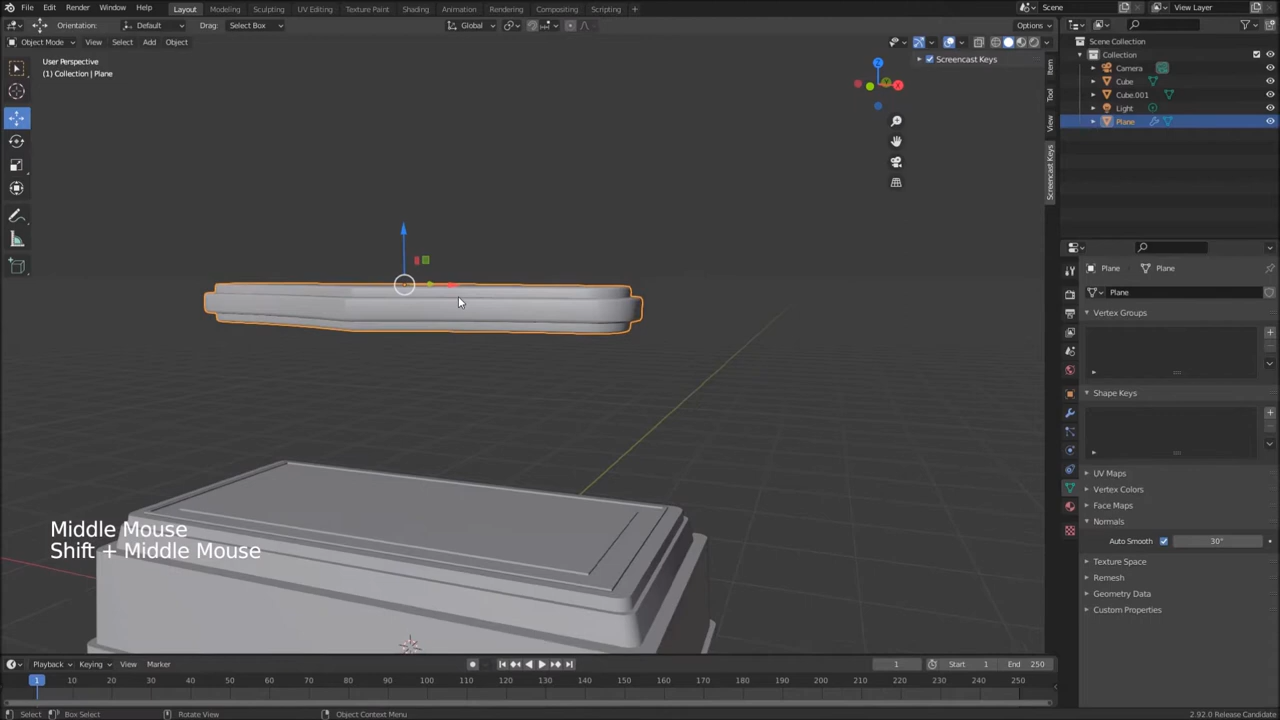 File Edit Render Window Help Layout Modeling Sculpting UV Editing Texture Paint Shading Animation Rendering Compositing Scripting + Scene View Layer
Orientation: Default Drag: Select Box Global Options
Object Mode View Select Add Object
User Perspective
(1) Collection | Plane
Screencast Keys
Z
Y
X
Item
Tool
View
Screencast Keys
Scene Collection
Collection
Camera
Cube
Cube.001
Light
Plane
Plane Plane
Plane
Vertex Groups
Shape Keys
UV Maps
Vertex Colors
Face Maps
Normals
Auto Smooth 30°
Texture Space
Remesh
Geometry Data
Custom Properties
Middle Mouse
Shift + Middle Mouse
Playback Keying View Marker 1 Start 1 End 250
1 10 20 30 40 50 60 70 80 90 100 110 120 130 140 150 160 170 180 190 200 210 220 230 240 250
Select Box Select Rotate View Object Context Menu 2.92.0 Release Candidate